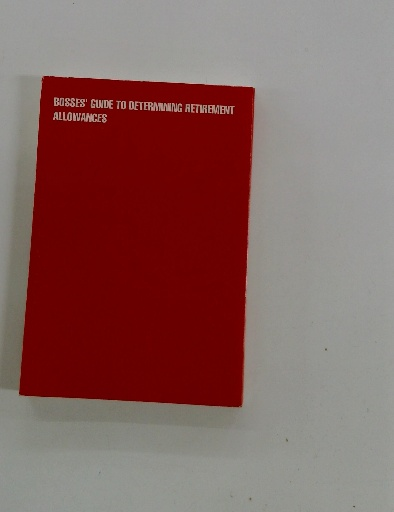 BOSSES' GUIDE TO DETERMINING RETIREMENT
ALLOWANCES